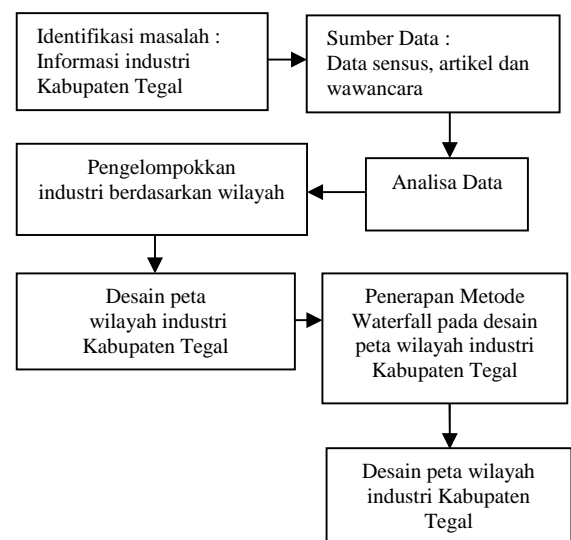 Identifikasi masalah :
Informasi industri
Kabupaten Tegal
Sumber Data :
Data sensus, artikel dan
wawancara
Analisa Data
Pengelompokkan
industri berdasarkan wilayah
Desain peta
wilayah industri
Kabupaten Tegal
Penerapan Metode
Waterfall pada desain
peta wilayah industri
Kabupaten Tegal
Desain peta wilayah
industri Kabupaten
Tegal